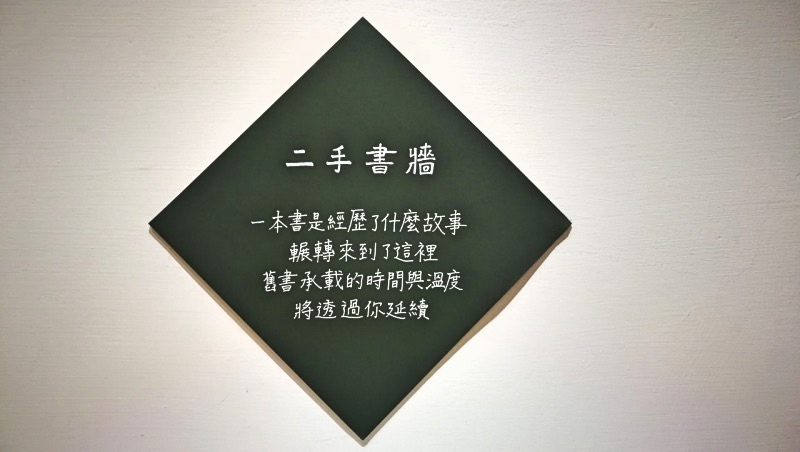 二手書牆
一本書是經歷了什麼故事
輾轉來到了這裡
舊書承載的時間與溫度
將透過你延續